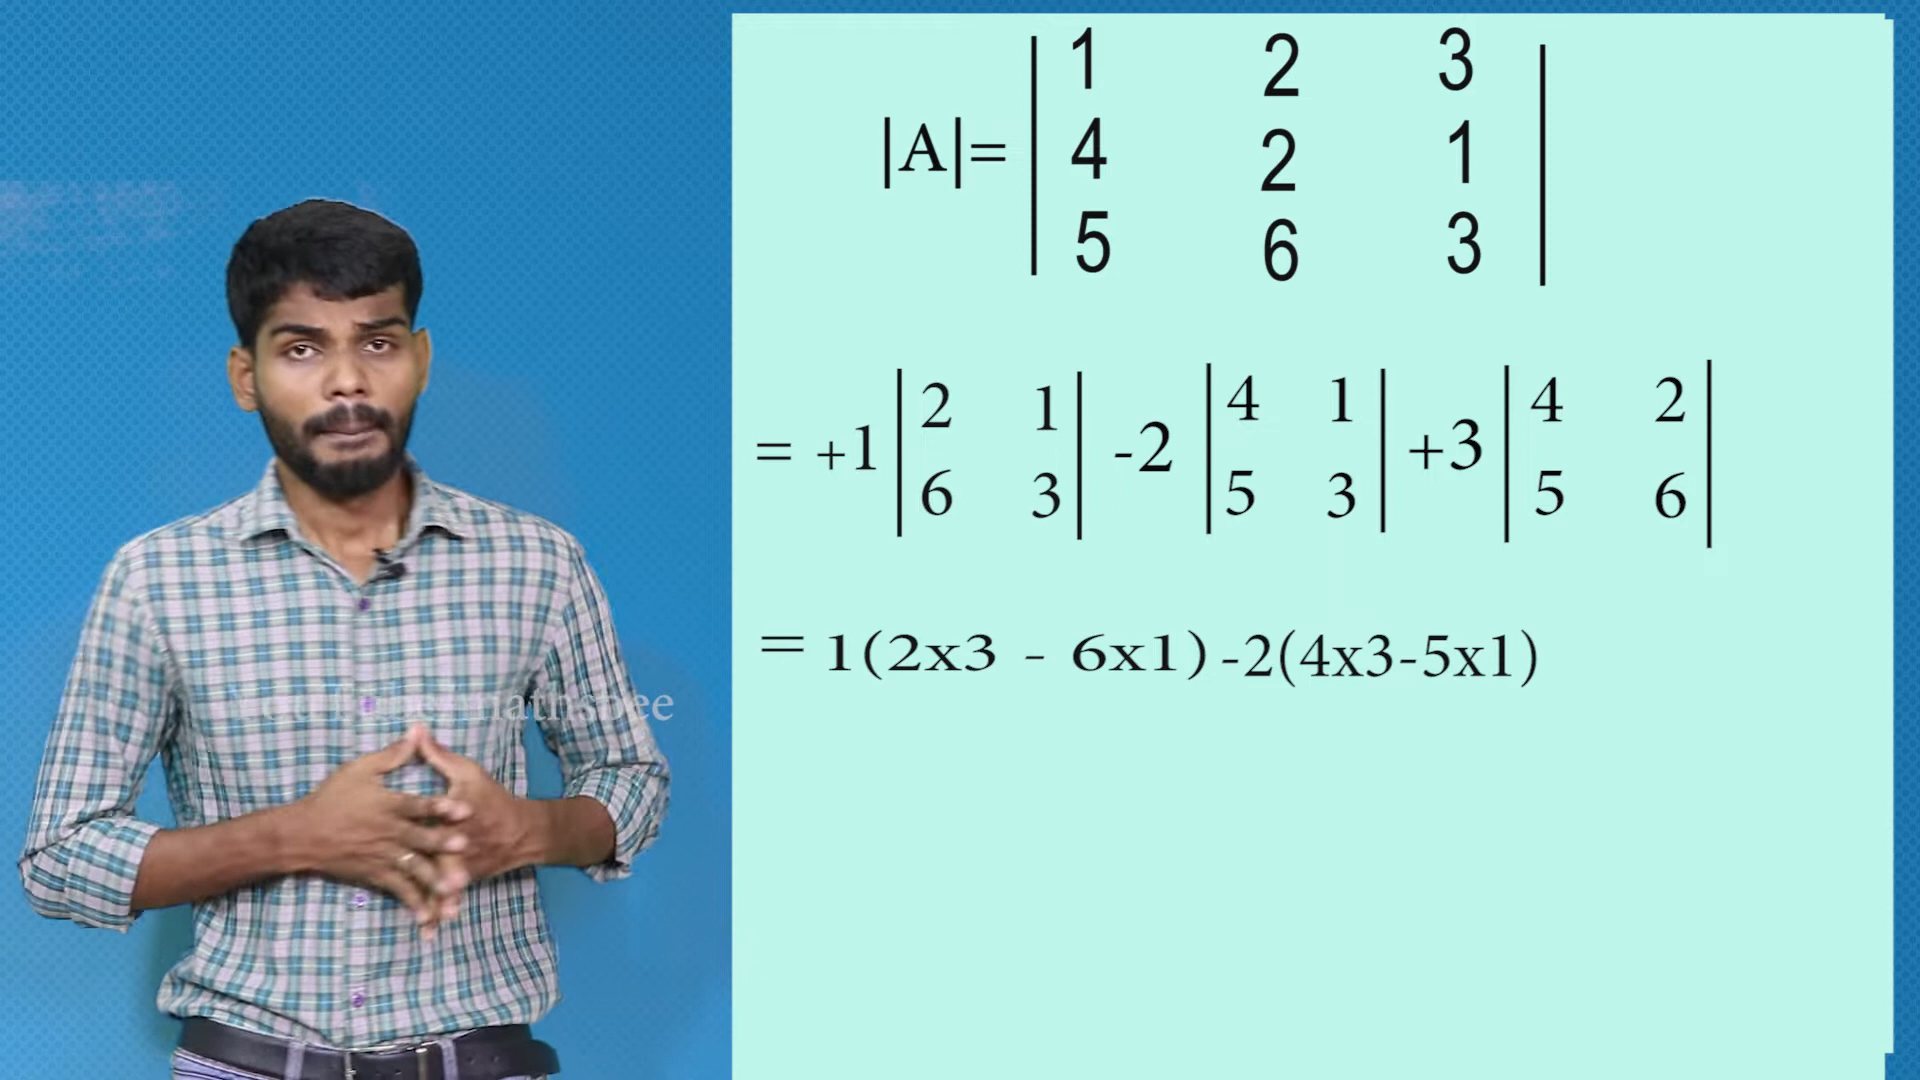 1 2 3
|A|= 4 2 1
5 6 3
2 1 4 1 4 2
= +1 -2 +3
6 3 5 3 5 6
= 1(2x3 - 6x1) -2(4x3-5x1)